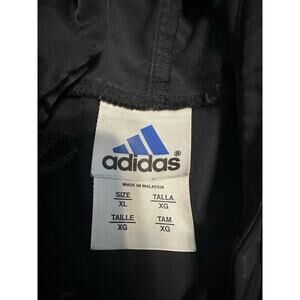 adidas®
MADE IN MALAYSIA
SIZE TALLA
XL XG
TAILLE TAM
XG XG